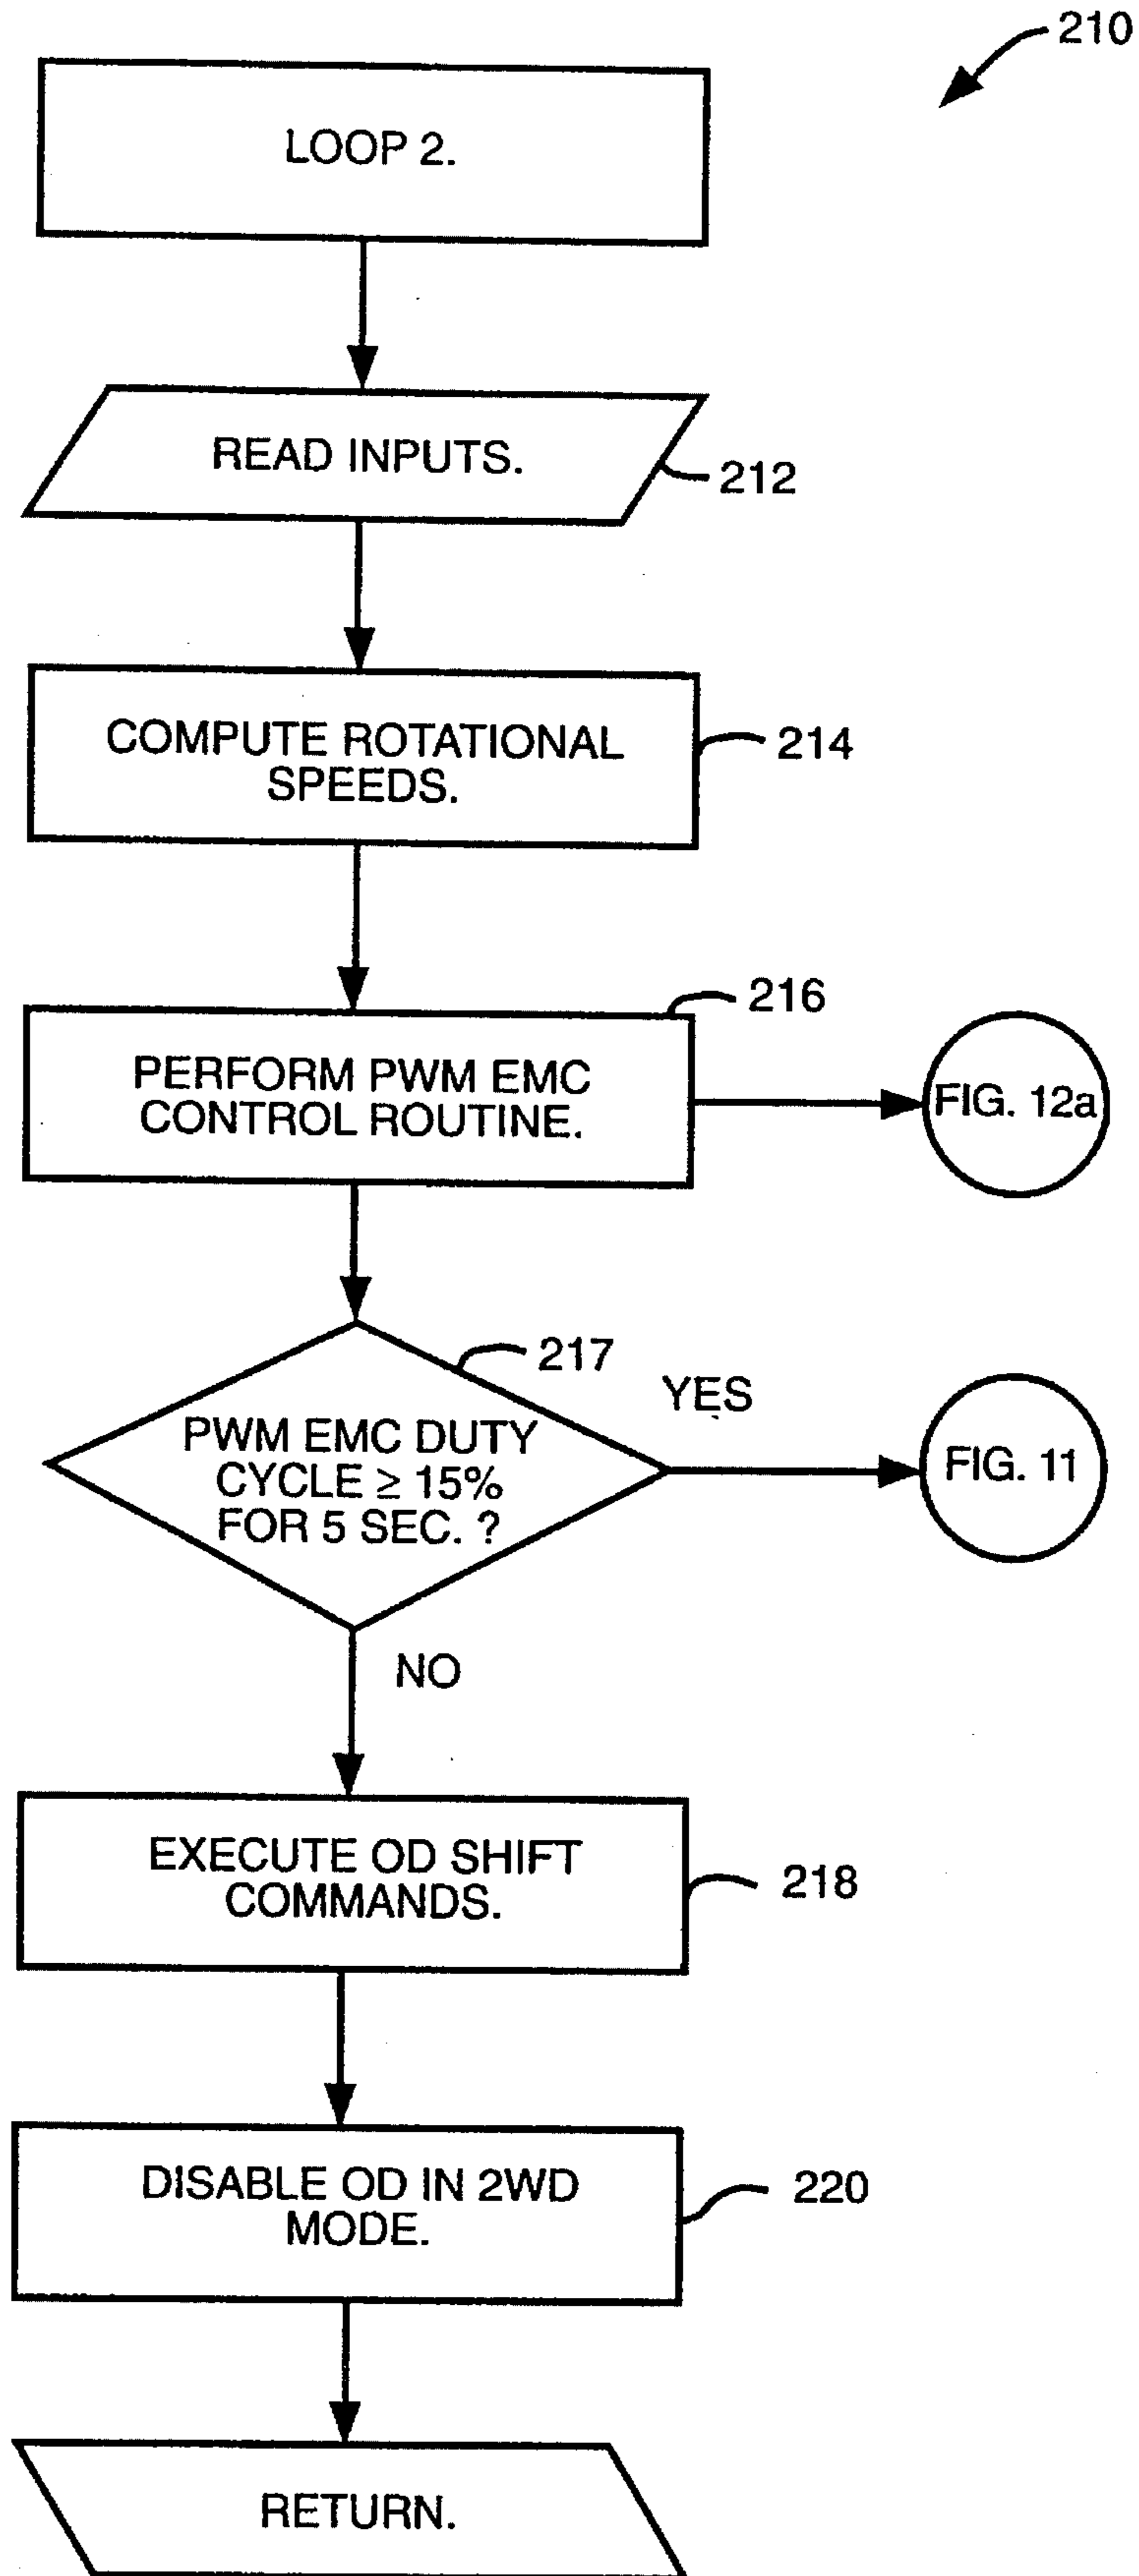 210
LOOP 2.
READ INPUTS.
212
COMPUTE ROTATIONAL
SPEEDS.
214
216
PERFORM PWM EMC
CONTROL ROUTINE.
FIG. 12a
217
YES
PWM EMC DUTY
CYCLE ≥ 15%
FOR 5 SEC. ?
FIG. 11
NO
EXECUTE OD SHIFT
COMMANDS.
218
DISABLE OD IN 2WD
MODE.
220
RETURN.